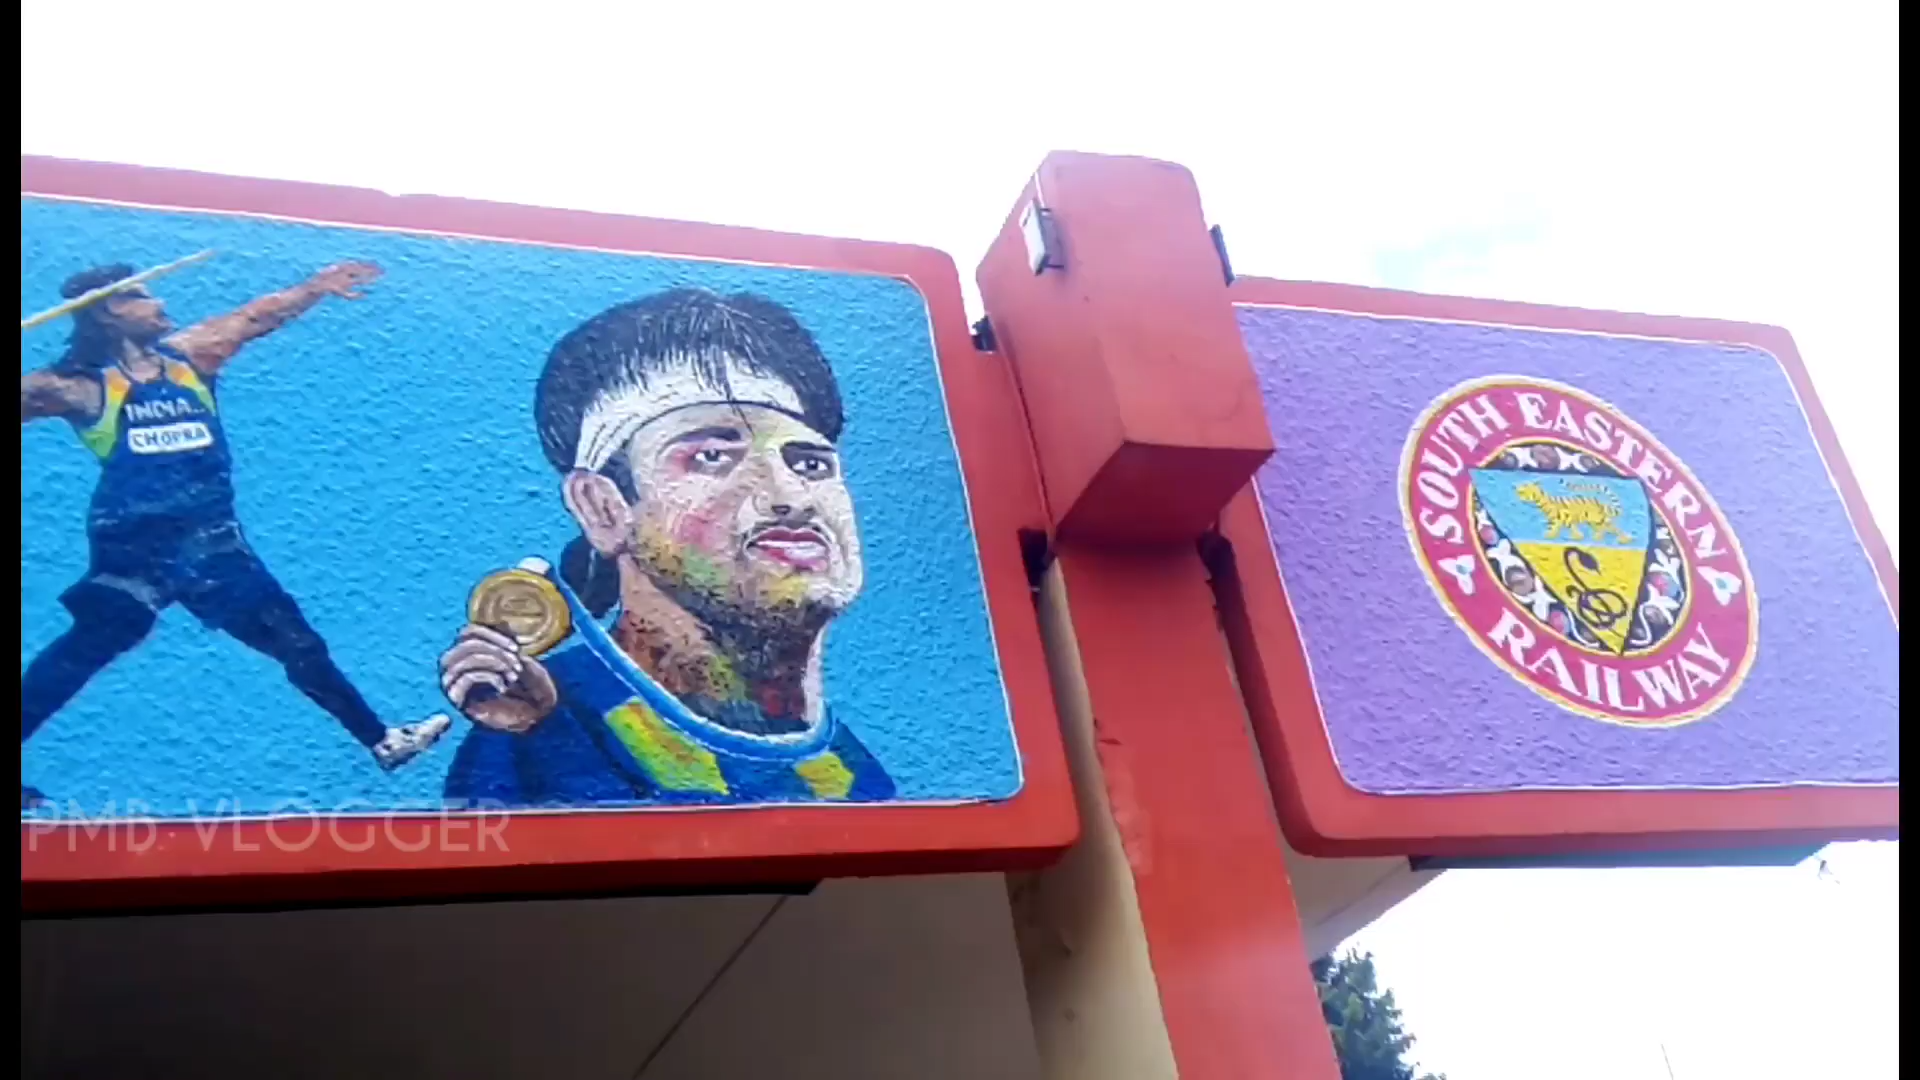 INDIA..
CHOPRA
SOUTH EASTERN
RAILWAY
PMB VLOGGER